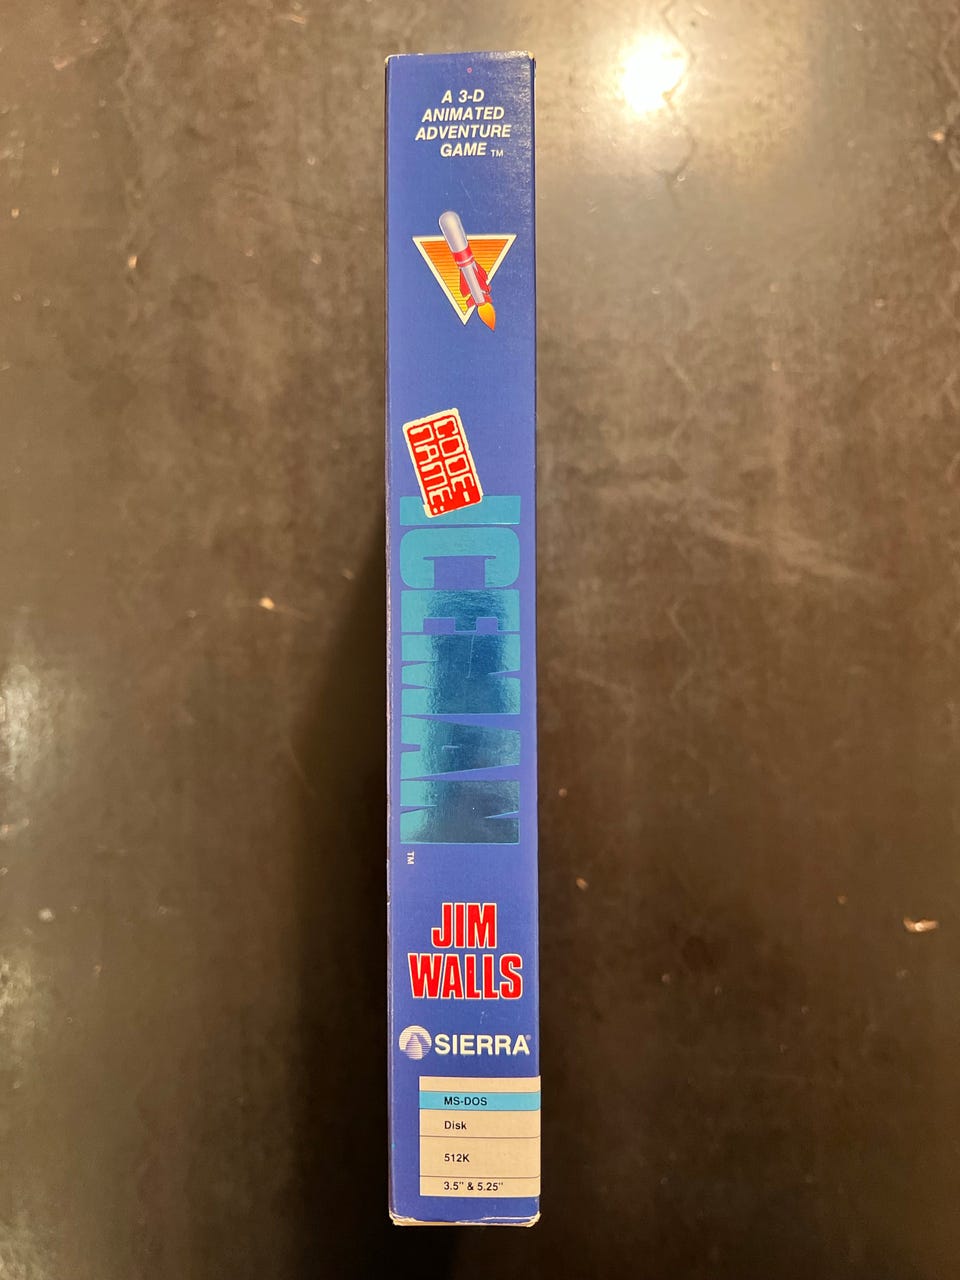 A 3-D
ANIMATED
ADVENTURE
GAME TM
CODE-
NAME:
ICEMAN
TM
JIM
WALLS
SIERRA®
MS-DOS
Disk
512K
3.5" & 5.25"